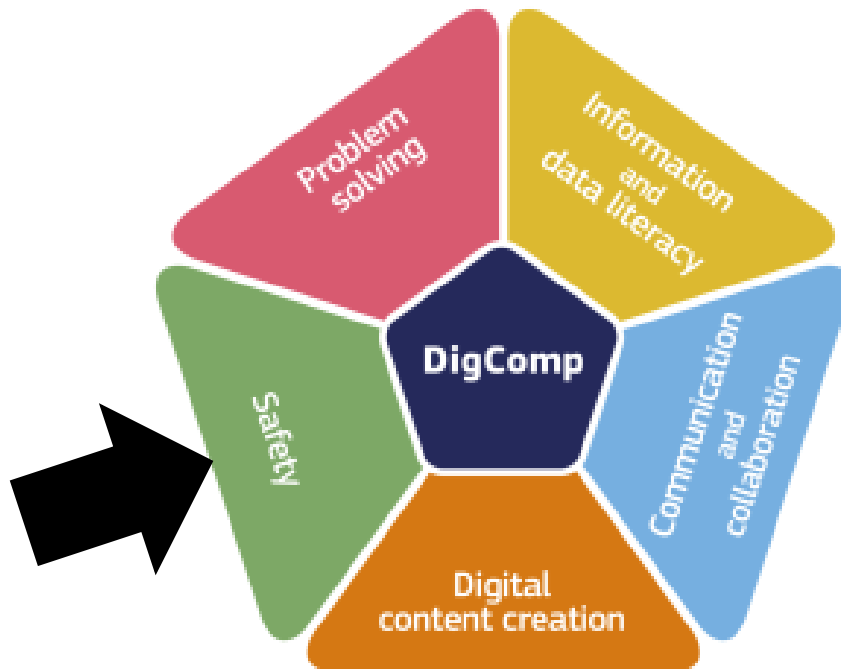 Problem
solving
Information
and
data literacy
DigComp
Safety
Communication
and
collaboration
Digital
content creation